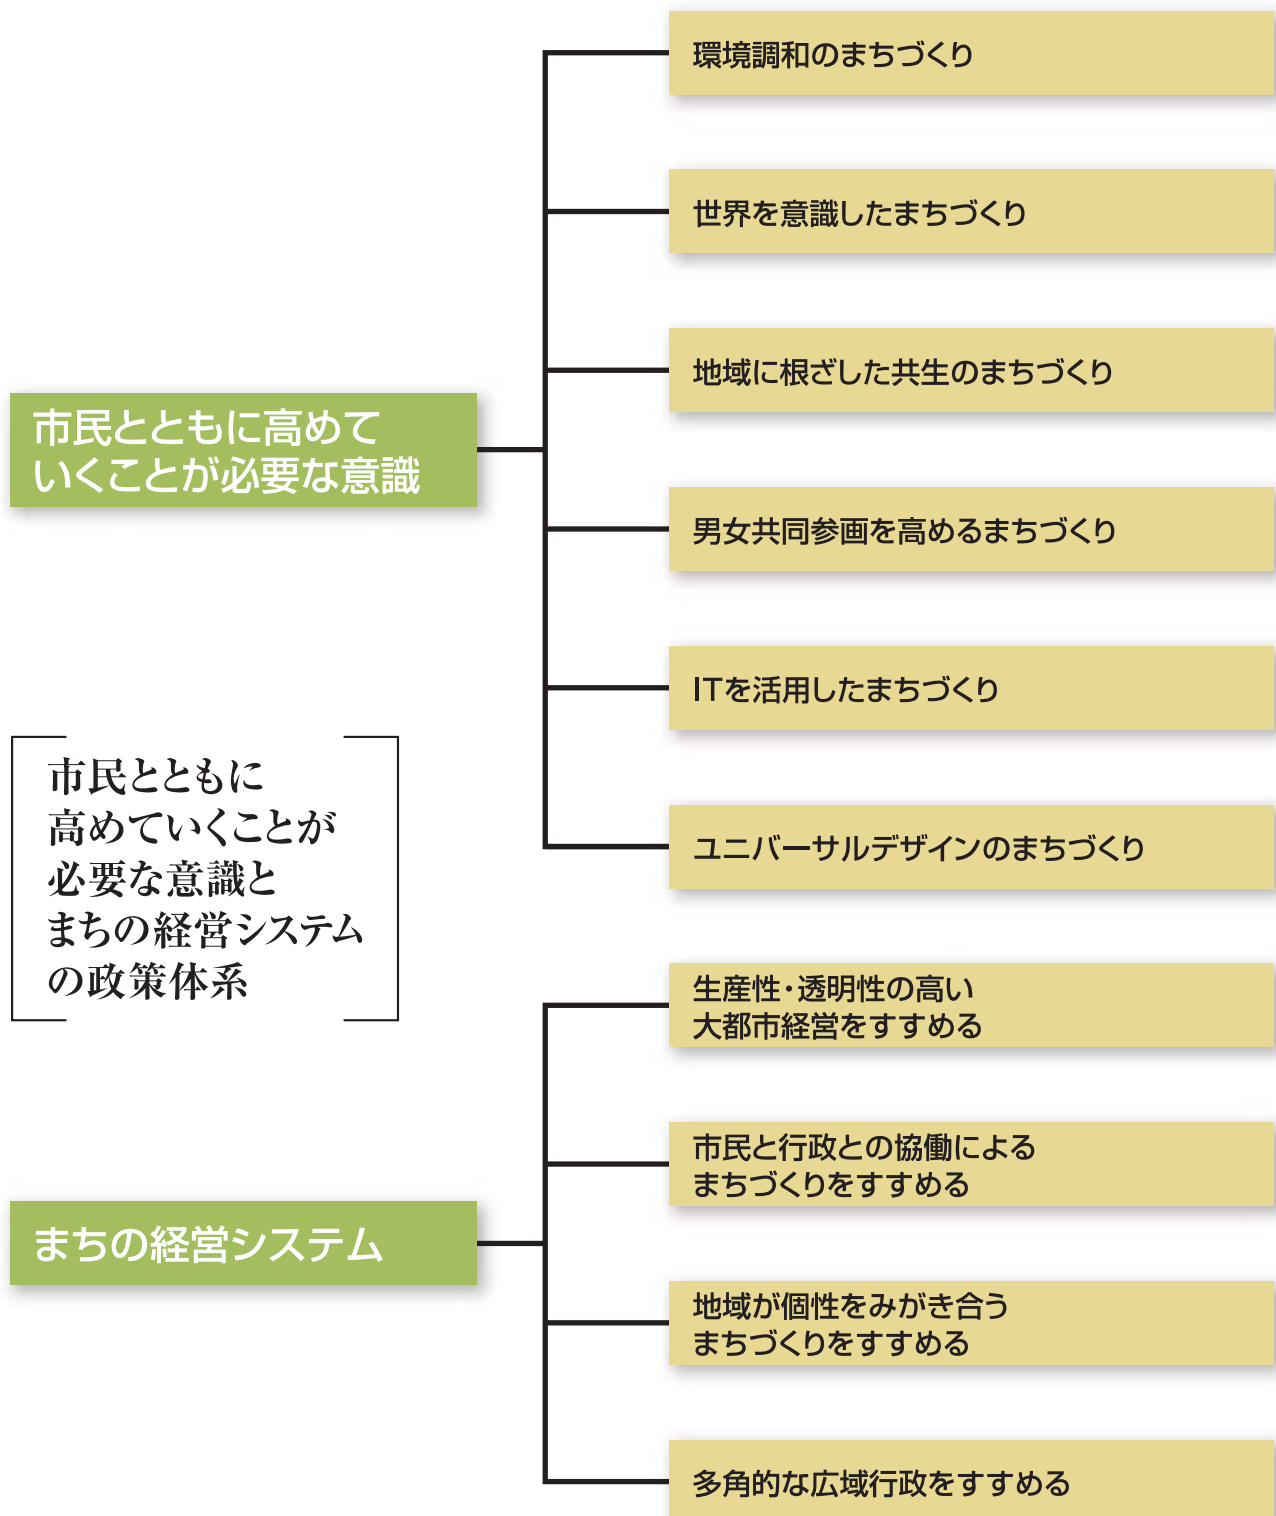 環境調和のまちづくり
世界を意識したまちづくり
地域に根ざした共生のまちづくり
市民とともに高めて
いくことが必要な意識
男女共同参画を高めるまちづくり
ITを活用したまちづくり
ユニバーサルデザインのまちづくり
市民とともに
高めていくことが
必要な意識と
まちの経営システム
の政策体系
生産性・透明性の高い
大都市経営をすすめる
市民と行政との協働による
まちづくりをすすめる
まちの経営システム
地域が個性をみがき合う
まちづくりをすすめる
多角的な広域行政をすすめる